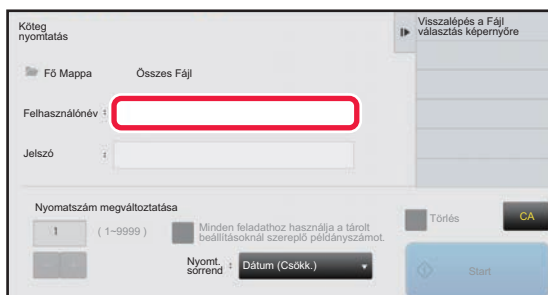 Köteg
nyomtatás
Visszalépés a Fájl
választás képernyőre
Fő Mappa
Összes Fájl
Felhasználónév :
Jelszó :
Nyomatszám megváltoztatása
1
( 1~9999 )
Minden feladathoz használja a tárolt
beállításoknál szereplő példányszámot.
Nyomt.
sorrend :
Dátum (Csökk.)
Törlés
CA
Start